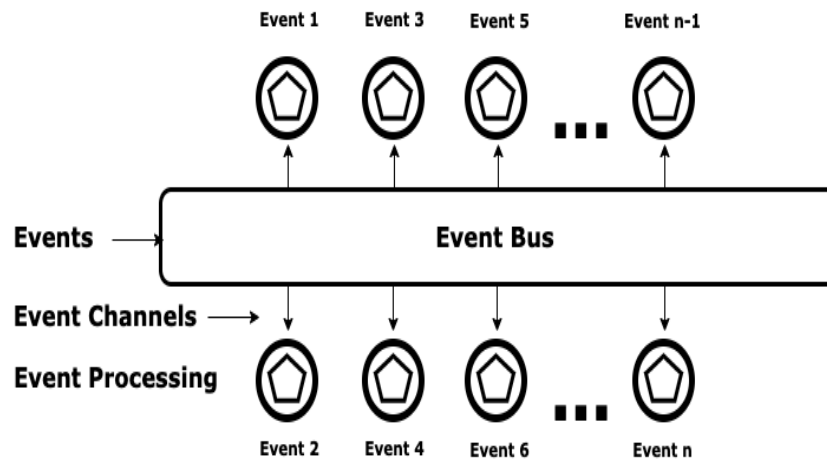 Event 1 Event 3 Event 5 Event n-1
Events Event Bus
Event Channels
Event Processing
Event 2 Event 4 Event 6 Event n